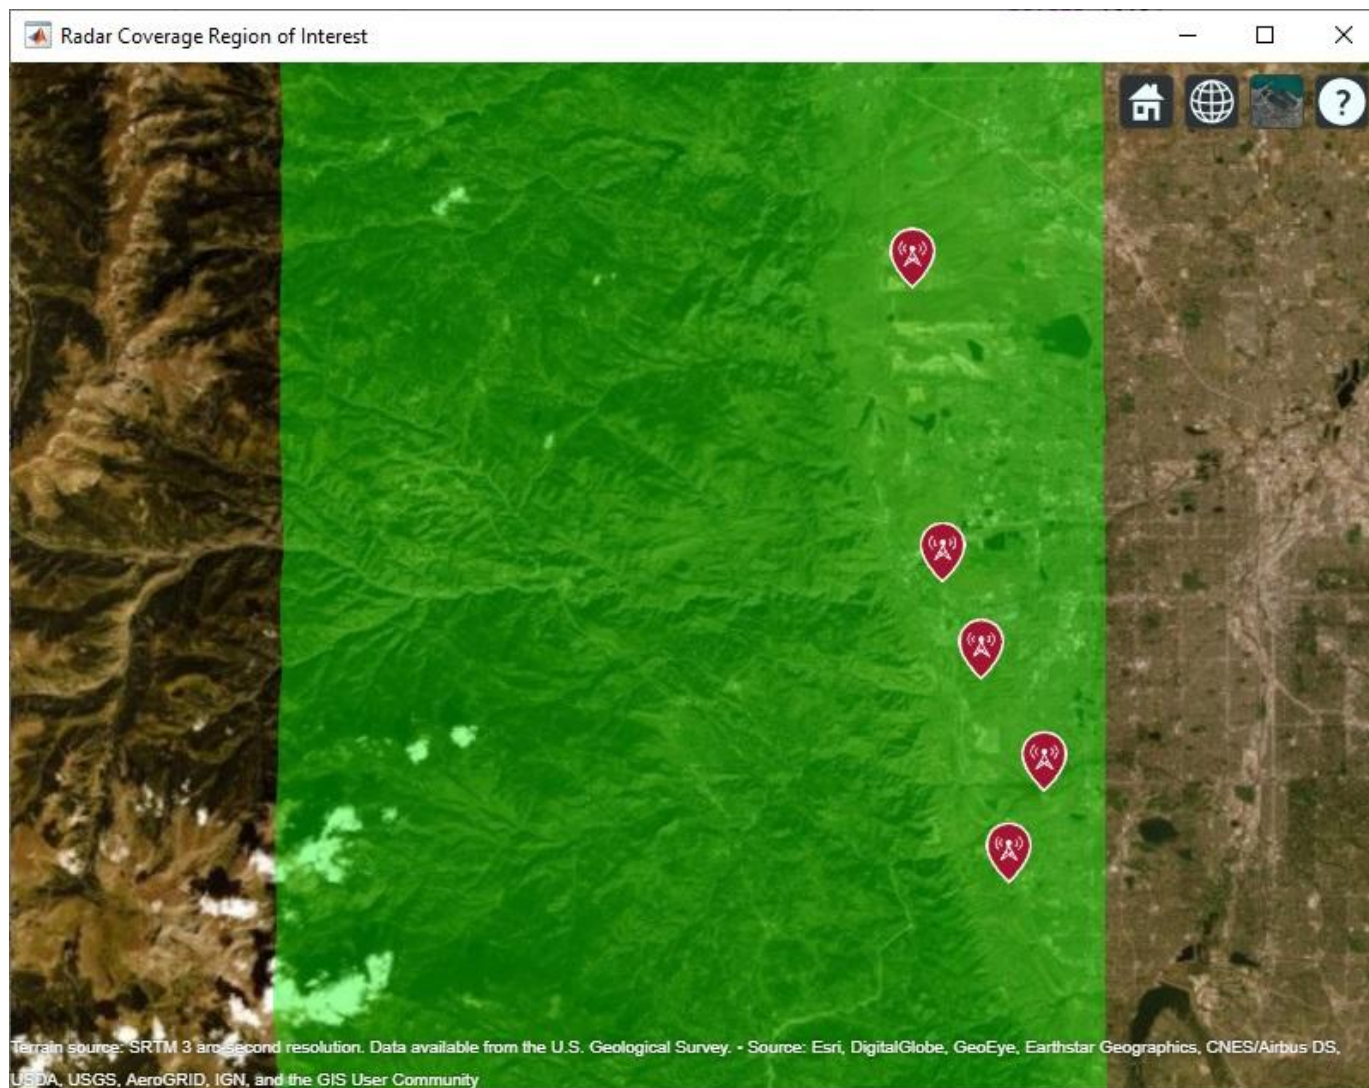 Radar Coverage Region of Interest
?
Terrain source: SRTM 3 arc-second resolution. Data available from the U.S. Geological Survey. - Source: Esri, DigitalGlobe, GeoEye, Earthstar Geographics, CNES/Airbus DS,
USDA, USGS, AeroGRID, IGN, and the GIS User Community